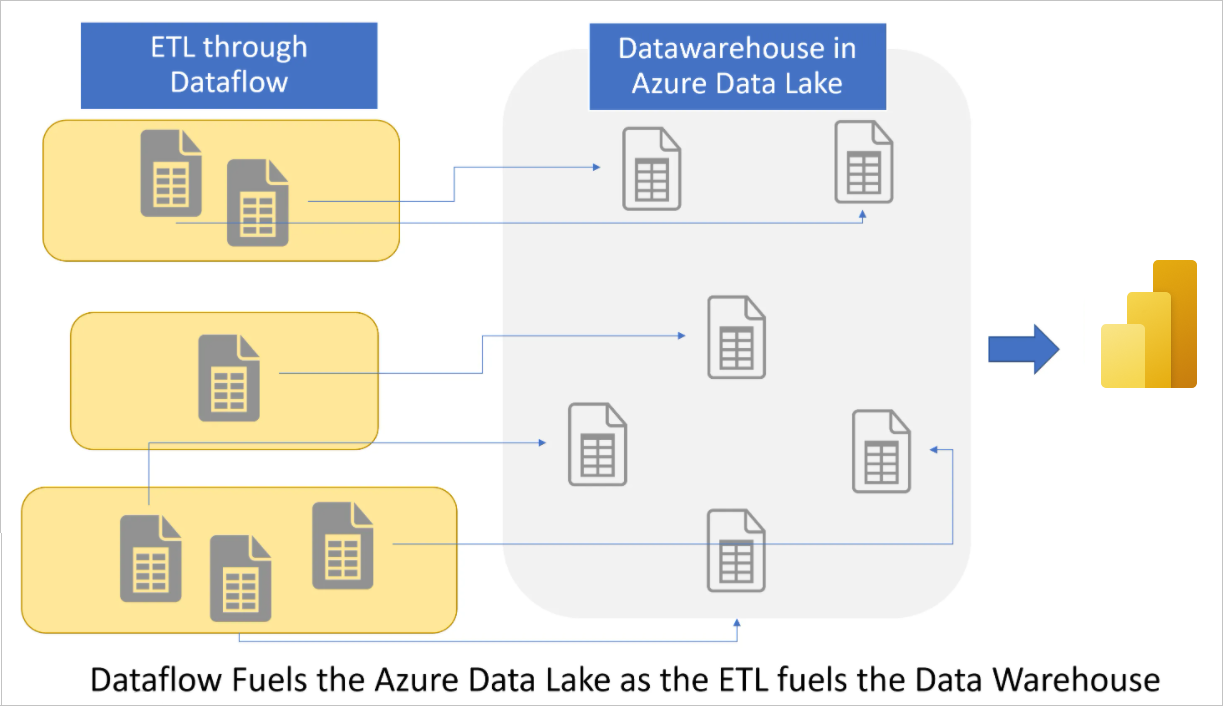 ETL through
Dataflow
Datawarehouse in
Azure Data Lake
Dataflow Fuels the Azure Data Lake as the ETL fuels the Data Warehouse